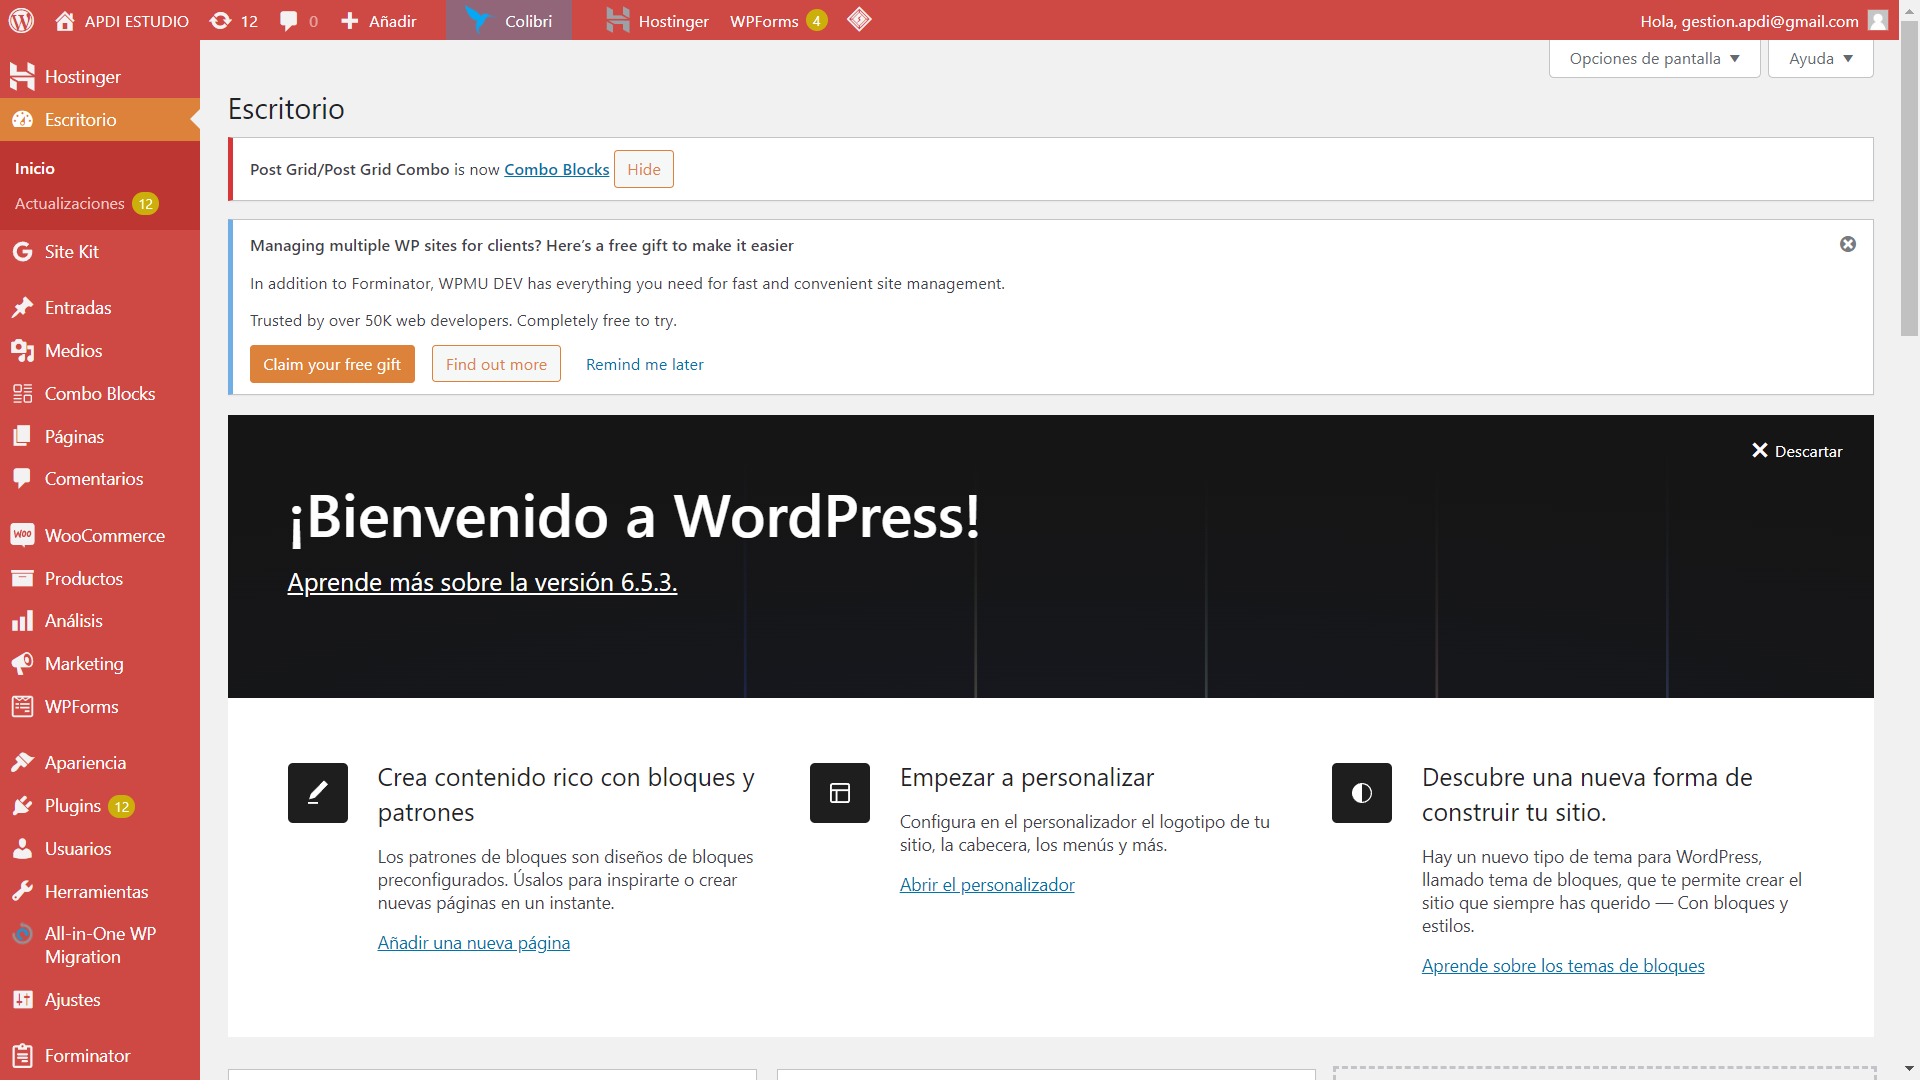 APDI ESTUDIO 12 0 Añadir Colibri Hostinger WPForms 4 Hola, gestion.apdi@gmail.com
Opciones de pantalla Ayuda
Hostinger
Escritorio
Inicio
Actualizaciones 12
Site Kit
Entradas
Medios
Combo Blocks
Páginas
Comentarios
WooCommerce
Productos
Análisis
Marketing
WPForms
Apariencia
Plugins 12
Usuarios
Herramientas
All-in-One WP
Migration
Ajustes
Forminator
Escritorio
Post Grid/Post Grid Combo is now Combo Blocks Hide
Managing multiple WP sites for clients? Here's a free gift to make it easier
In addition to Forminator, WPMU DEV has everything you need for fast and convenient site management.
Trusted by over 50K web developers. Completely free to try.
Claim your free gift Find out more Remind me later
Descartar
¡Bienvenido a WordPress!
Aprende más sobre la versión 6.5.3.
Crea contenido rico con bloques y
patrones
Los patrones de bloques son diseños de bloques
preconfigurados. Úsalos para inspirarte o crear
nuevas páginas en un instante.
Añadir una nueva página
Empezar a personalizar
Configura en el personalizador el logotipo de tu
sitio, la cabecera, los menús y más.
Abrir el personalizador
Descubre una nueva forma de
construir tu sitio.
Hay un nuevo tipo de tema para WordPress,
llamado tema de bloques, que te permite crear el
sitio que siempre has querido — Con bloques y
estilos.
Aprende sobre los temas de bloques